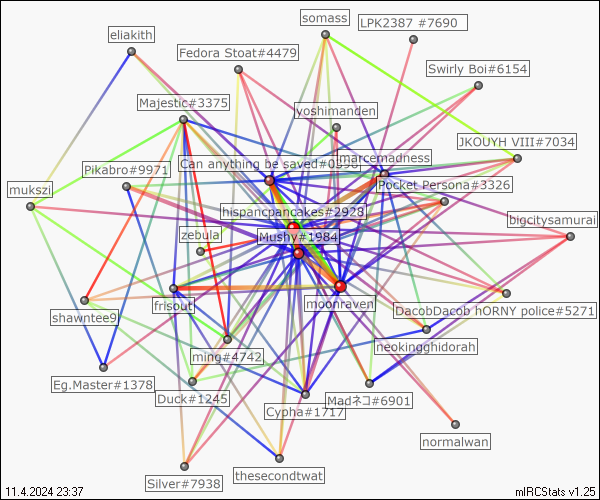 somass
LPK2387 #7690
eliakith
Fedora Stoat#4479
Swirly Boi#6154
Majestic#3375
yoshimanden
JKOUYH VIII#7034
Can anything be saved#0398
marcemadness
Pikabro#9971
Pocket Persona#3326
mukszi
hispancpancakes#2928
bigcitysamurai
zebula
Mushy#1984
frisout
moonraven
DacobDacob hORNY police#5271
shawntee9
neokingghidorah
ming#4742
Eg.Master#1378
Duck#1245
Cypha#1717
Madネコ#6901
normalwan
thesecondtwat
Silver#7938
11.4.2024 23:37
mIRCStats v1.25